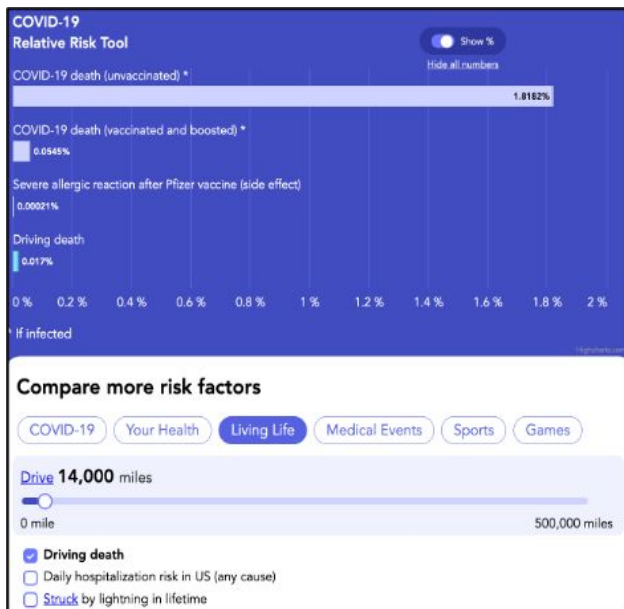 COVID-19
Relative Risk Tool
Show %
Hide all numbers
COVID-19 death (unvaccinated) *
1.8182%
COVID-19 death (vaccinated and boosted) *
0.0545%
Severe allergic reaction after Pfizer vaccine (side effect)
0.00021%
Driving death
0.017%
0 % 0.2 % 0.4 % 0.6 % 0.8 % 1 % 1.2 % 1.4 % 1.6 % 1.8 % 2 %
* If infected
Highcharts.com
Compare more risk factors
COVID-19 Your Health Living Life Medical Events Sports Games
Drive 14,000 miles
0 mile 500,000 miles
Driving death
Daily hospitalization risk in US (any cause)
Struck by lightning in lifetime